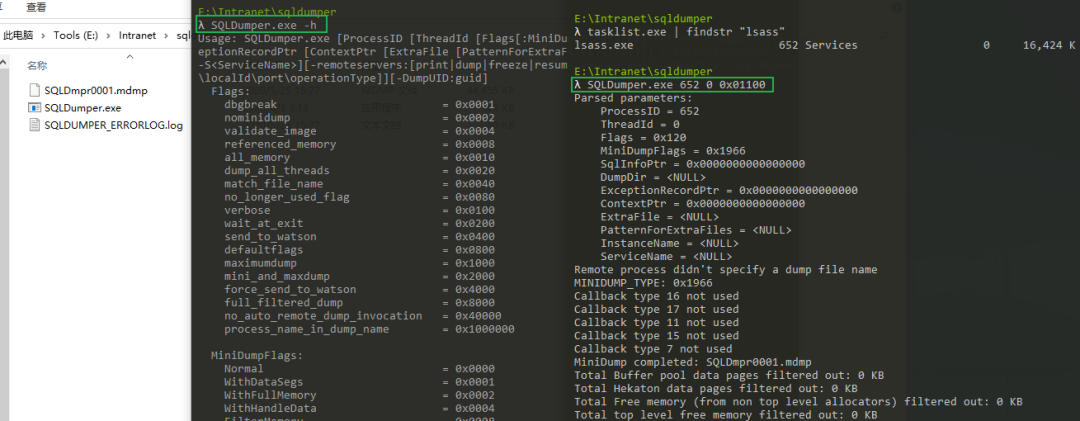 查看
此电脑 › Tools (E:) › Intranet › sq
名称
SQLDmpr0001.mdmp
SQLDumper.exe
SQLDUMPER_ERRORLOG.log
E:\Intranet\sqldumper
λ SQLDumper.exe -h
Usage: SQLDumper.exe [ProcessID [ThreadId [Flags[:MiniDu
eptionRecordPtr [ContextPtr [ExtraFile [PatternForExtraF
-S<ServiceName>][-remoteservers:[print|dump|freeze|resum
\localId\port\operationType]][-DumpUID:guid]
Flags:
dbgbreak = 0x0001
nominidump = 0x0002
validate_image = 0x0004
referenced_memory = 0x0008
all_memory = 0x0010
dump_all_threads = 0x0020
match_file_name = 0x0040
no_longer_used_flag = 0x0080
verbose = 0x0100
wait_at_exit = 0x0200
send_to_watson = 0x0400
defaultflags = 0x0800
maximumdump = 0x1000
mini_and_maxdump = 0x2000
force_send_to_watson = 0x4000
full_filtered_dump = 0x8000
no_auto_remote_dump_invocation = 0x40000
process_name_in_dump_name = 0x1000000
MiniDumpFlags:
Normal = 0x0000
WithDataSegs = 0x0001
WithFullMemory = 0x0002
WithHandleData = 0x0004
E:\Intranet\sqldumper
λ tasklist.exe | findstr "lsass"
lsass.exe 652 Services 0 16,424 K
E:\Intranet\sqldumper
λ SQLDumper.exe 652 0 0x01100
Parsed parameters:
ProcessID = 652
ThreadId = 0
Flags = 0x120
MiniDumpFlags = 0x1966
SqlInfoPtr = 0x0000000000000000
DumpDir = <NULL>
ExceptionRecordPtr = 0x0000000000000000
ContextPtr = 0x0000000000000000
ExtraFile = <NULL>
PatternForExtraFiles = <NULL>
InstanceName = <NULL>
ServiceName = <NULL>
Remote process didn't specify a dump file name
MINIDUMP_TYPE: 0x1966
Callback type 16 not used
Callback type 17 not used
Callback type 11 not used
Callback type 15 not used
Callback type 7 not used
MiniDump completed: SQLDmpr0001.mdmp
Total Buffer pool data pages filtered out: 0 KB
Total Hekaton data pages filtered out: 0 KB
Total Free memory (from non top level allocators) filtered out: 0 KB
Total top level free memory filtered out: 0 KB